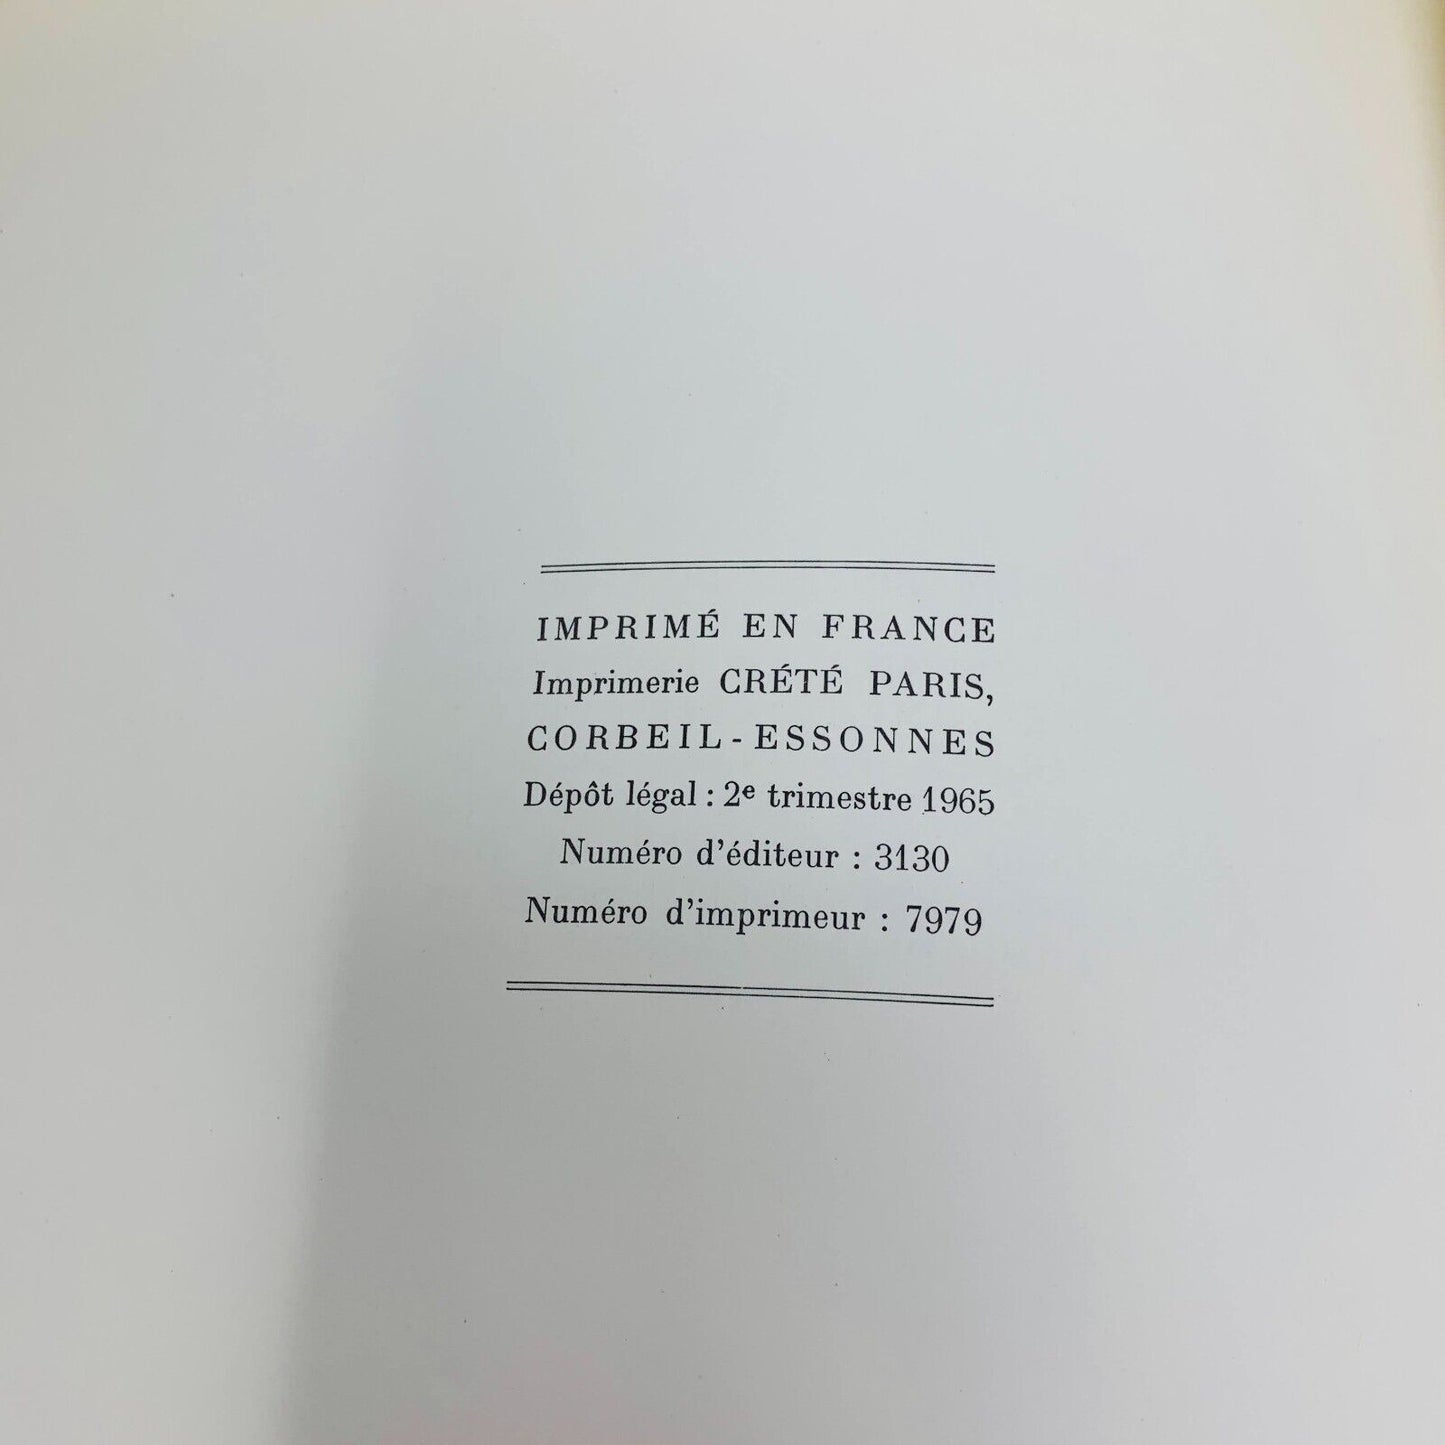 IMPRIMÉ EN FRANCE
Imprimerie CRÉTÉ PARIS,
CORBEIL-ESSONNES
Dépôt légal : 2e trimestre 1965
Numéro d'éditeur : 3130
Numéro d'imprimeur : 7979